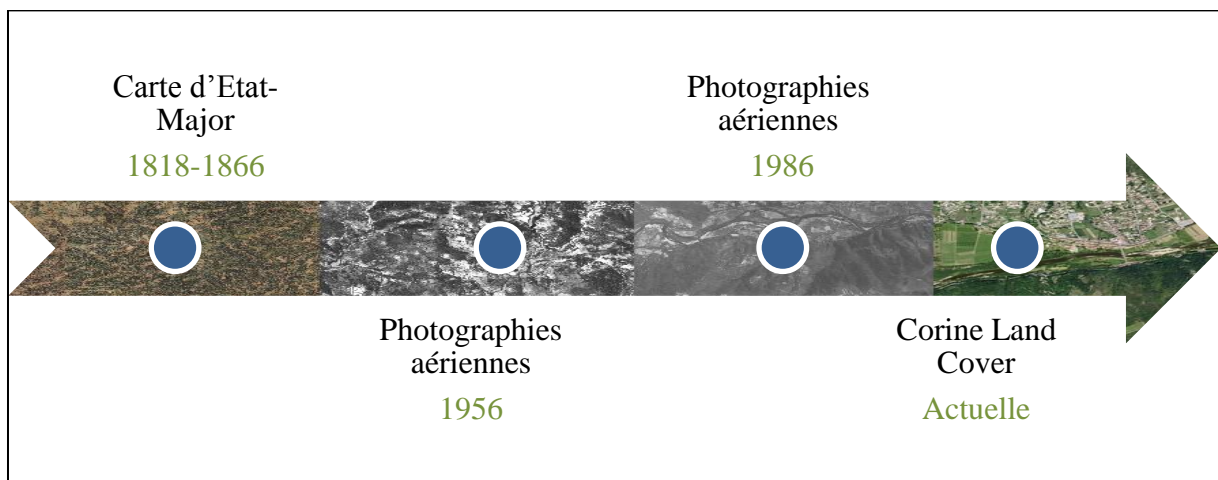 Carte d’Etat-
Major
1818-1866
Photographies
aériennes
1956
Photographies
aériennes
1986
Corine Land
Cover
Actuelle